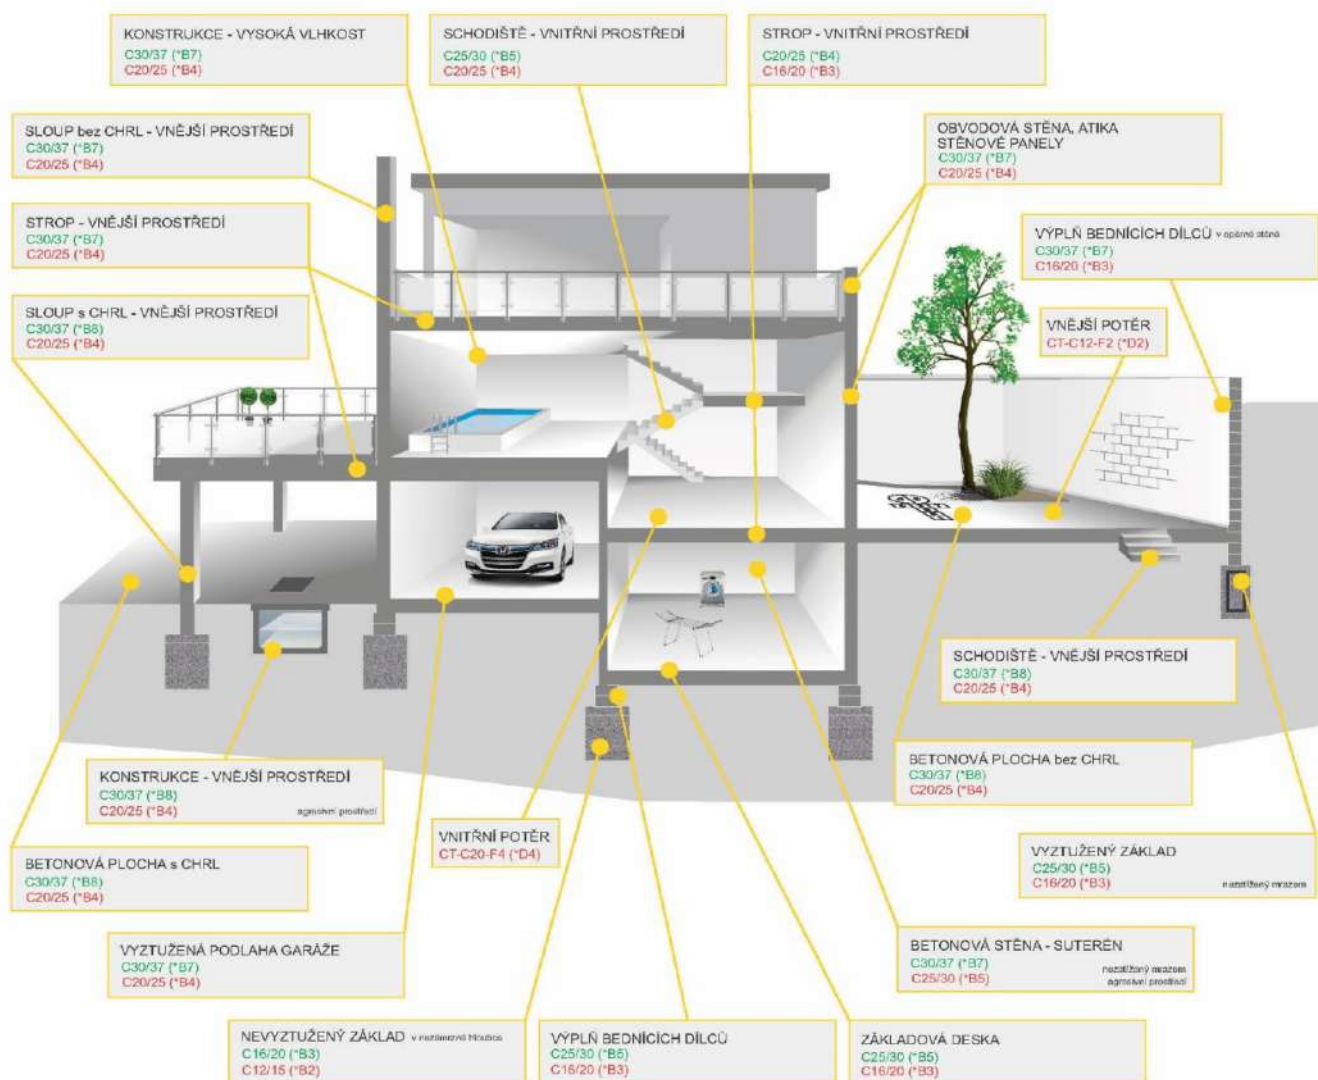 KONSTRUKCE - VYSOKÁ VLHKOST
C30/37 (*B7)
C20/25 (*B4)
SCHODIŠTĚ - VNITŘNÍ PROSTŘEDÍ
C25/30 (*B5)
C20/25 (*B4)
STROP - VNITŘNÍ PROSTŘEDÍ
C20/25 (*B4)
C16/20 (*B3)
SLOUP bez CHRL - VNĚJŠÍ PROSTŘEDÍ
C30/37 (*B7)
C20/25 (*B4)
OBVODOVÁ STĚNA, ATIKA
STĚNOVÉ PANELY
C30/37 (*B7)
C20/25 (*B4)
STROP - VNĚJŠÍ PROSTŘEDÍ
C30/37 (*B7)
C20/25 (*B4)
VÝPLŇ BEDNÍCÍCH DÍLCŮ v opěrné stěně
C30/37 (*B7)
C16/20 (*B3)
SLOUP s CHRL - VNĚJŠÍ PROSTŘEDÍ
C30/37 (*B8)
C20/25 (*B4)
VNĚJŠÍ POTĚR
CT-C12-F2 (*D2)
SCHODIŠTĚ - VNĚJŠÍ PROSTŘEDÍ
C30/37 (*B8)
C20/25 (*B4)
KONSTRUKCE - VNĚJŠÍ PROSTŘEDÍ
C30/37 (*B8)
C20/25 (*B4) agresivní prostředí
BETONOVÁ PLOCHA bez CHRL
C30/37 (*B8)
C20/25 (*B4)
VNITŘNÍ POTĚR
CT-C20-F4 (*D4)
BETONOVÁ PLOCHA s CHRL
C30/37 (*B8)
C20/25 (*B4)
VYZTUŽENÝ ZÁKLAD
C25/30 (*B5)
C16/20 (*B3) nezatížený mrazem
VYZTUŽENÁ PODLAHA GARÁŽE
C30/37 (*B7)
C20/25 (*B4)
BETONOVÁ STĚNA - SUTERÉN
C30/37 (*B7) nezatížený mrazem
C25/30 (*B5) agresivní prostředí
NEVYZTUŽENÝ ZÁKLAD v nezámrzné hloubce
C16/20 (*B3)
C12/15 (*B2)
VÝPLŇ BEDNÍCÍCH DÍLCŮ
C25/30 (*B5)
C16/20 (*B3)
ZÁKLADOVÁ DESKA
C25/30 (*B5)
C16/20 (*B3)